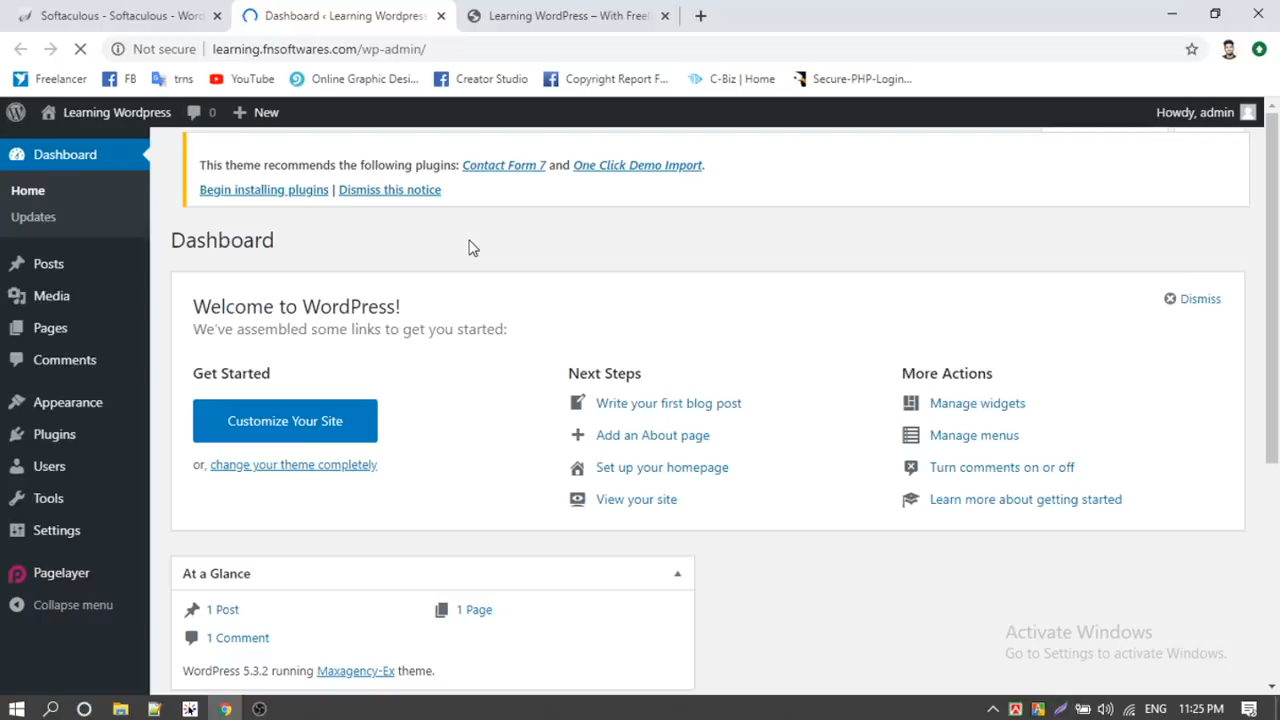 Softaculous - Softaculous - Wor
Dashboard ‹ Learning Wordpress
Learning WordPress – With Freel
Not secure
learning.fnsoftwares.com/wp-admin/
Freelancer
FB
trns
YouTube
Online Graphic Desi...
Creator Studio
Copyright Report F...
C-Biz | Home
Secure-PHP-Login...
Learning Wordpress
0
New
Howdy, admin
Dashboard
Home
Updates
Posts
Media
Pages
Comments
Appearance
Plugins
Users
Tools
Settings
Pagelayer
Collapse menu
This theme recommends the following plugins: Contact Form 7 and One Click Demo Import.
Begin installing plugins | Dismiss this notice
Dashboard
Welcome to WordPress!
Dismiss
We've assembled some links to get you started:
Get Started
Customize Your Site
or, change your theme completely
Next Steps
Write your first blog post
Add an About page
Set up your homepage
View your site
More Actions
Manage widgets
Manage menus
Turn comments on or off
Learn more about getting started
At a Glance
1 Post
1 Page
1 Comment
WordPress 5.3.2 running Maxagency-Ex theme.
Activate Windows
Go to Settings to activate Windows.
ENG
11:25 PM